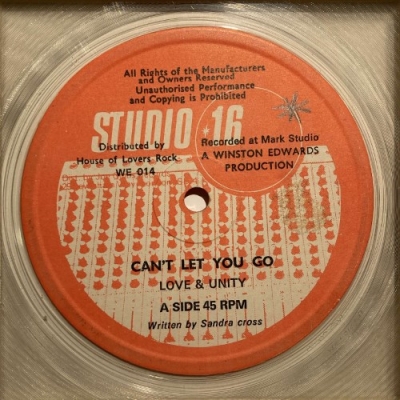 All Rights of the Manufacturers
and Owners Reserved
Unauthorised Performance
and Copying is Prohibited
STUDIO 16
Distributed by
House of Lovers Rock
WE 014
Recorded at Mark Studio
A WINSTON EDWARDS
PRODUCTION
CAN'T LET YOU GO
LOVE & UNITY
A SIDE 45 RPM
Written by Sandra cross